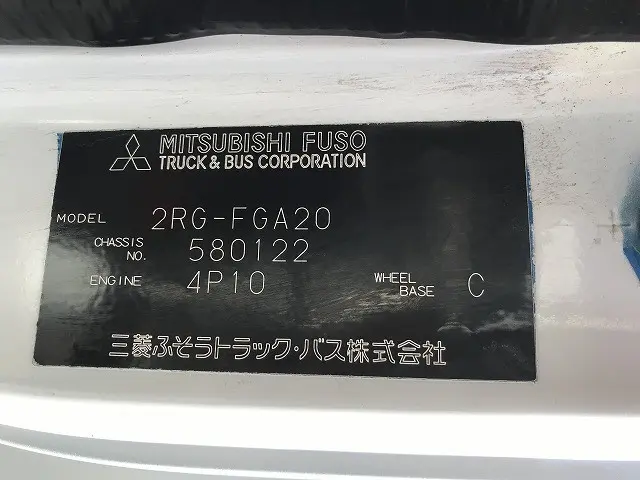 MITSUBISHI FUSO
TRUCK & BUS CORPORATION
MODEL 2RG-FGA20
CHASSIS NO. 580122
ENGINE 4P10 WHEEL BASE C
三菱ふそうトラック・バス株式会社